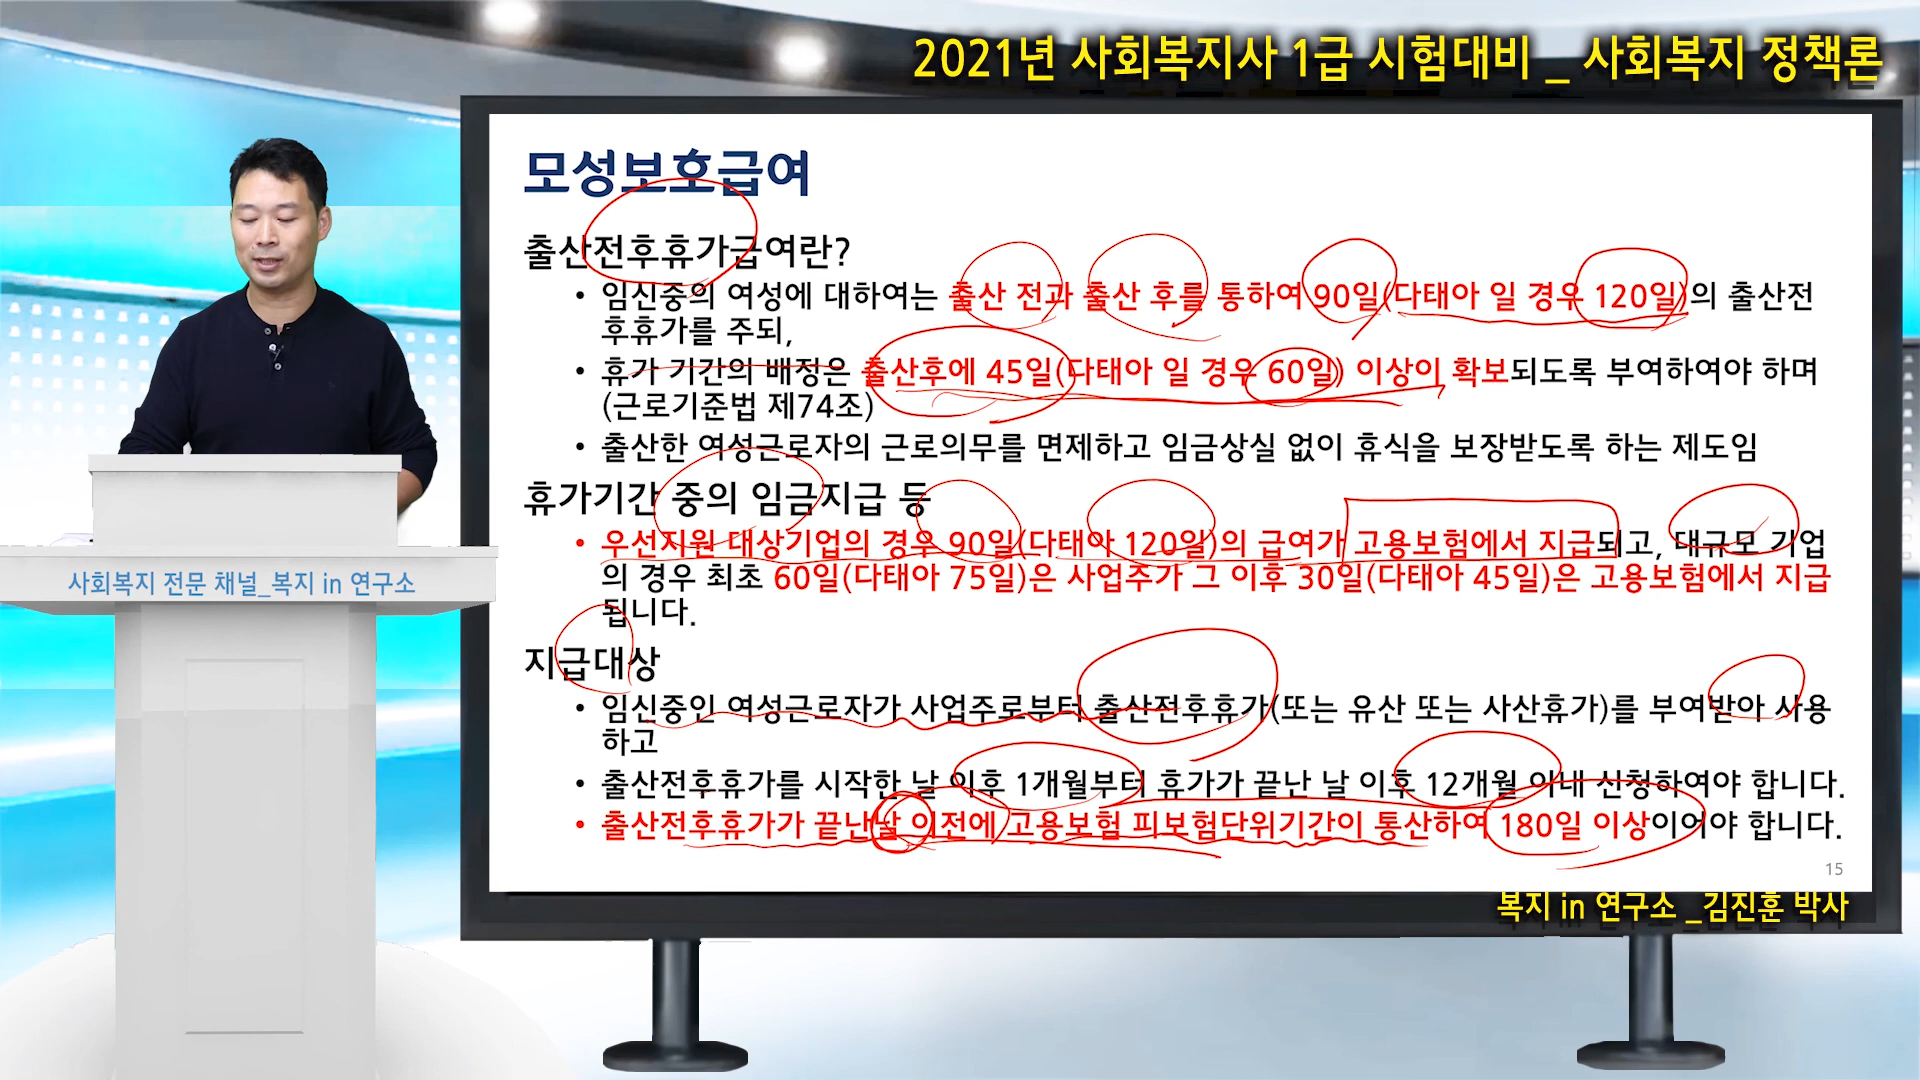 2021년 사회복지사 1급 시험대비 _ 사회복지 정책론
모성보호급여
출산전후휴가급여란?
• 임신중의 여성에 대하여는 출산 전과 출산 후를 통하여 90일(다태아 일 경우 120일)의 출산전
후휴가를 주되,
• 휴가 기간의 배정은 출산후에 45일(다태아 일 경우 60일) 이상이 확보되도록 부여하여야 하며
(근로기준법 제74조)
• 출산한 여성근로자의 근로의무를 면제하고 임금상실 없이 휴식을 보장받도록 하는 제도임
휴가기간 중의 임금지급 등
• 우선지원 대상기업의 경우 90일(다태아 120일)의 급여가 고용보험에서 지급되고, 대규모 기업
의 경우 최초 60일(다태아 75일)은 사업주가 그 이후 30일(다태아 45일)은 고용보험에서 지급
됩니다.
지급대상
• 임신중인 여성근로자가 사업주로부터 출산전후휴가(또는 유산 또는 사산휴가)를 부여받아 사용
하고
• 출산전후휴가를 시작한 날 이후 1개월부터 휴가가 끝난 날 이후 12개월 이내 신청하여야 합니다.
• 출산전후휴가가 끝난날 이전에 고용보험 피보험단위기간이 통산하여 180일 이상이어야 합니다.
15
복지 in 연구소 _김진훈 박사
사회복지 전문 채널_복지 in 연구소